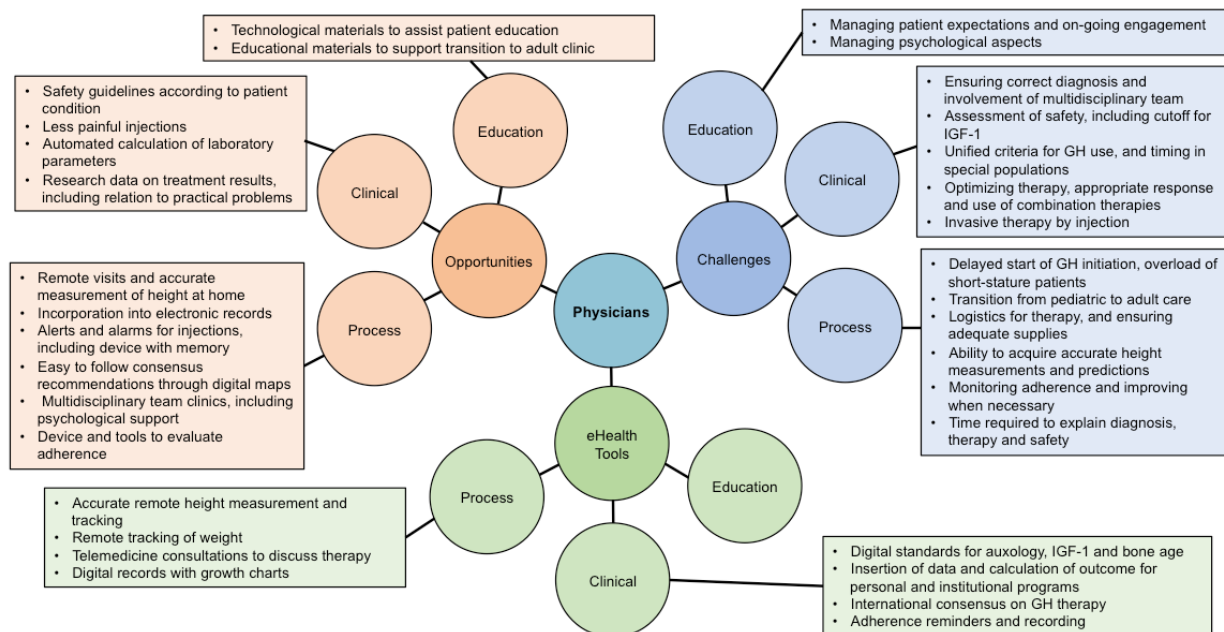 • Technological materials to assist patient education
• Educational materials to support transition to adult clinic
• Managing patient expectations and on-going engagement
• Managing psychological aspects
• Safety guidelines according to patient
condition
• Less painful injections
• Automated calculation of laboratory
parameters
• Research data on treatment results,
including relation to practical problems
Education
Clinical
Opportunities
Process
• Remote visits and accurate
measurement of height at home
• Incorporation into electronic records
• Alerts and alarms for injections,
including device with memory
• Easy to follow consensus
recommendations through digital maps
• Multidisciplinary team clinics, including
psychological support
• Device and tools to evaluate
adherence
Physicians
Education
Clinical
Challenges
Process
• Ensuring correct diagnosis and
involvement of multidisciplinary team
• Assessment of safety, including cutoff for
IGF-1
• Unified criteria for GH use, and timing in
special populations
• Optimizing therapy, appropriate response
and use of combination therapies
• Invasive therapy by injection
• Delayed start of GH initiation, overload of
short-stature patients
• Transition from pediatric to adult care
• Logistics for therapy, and ensuring
adequate supplies
• Ability to acquire accurate height
measurements and predictions
• Monitoring adherence and improving
when necessary
• Time required to explain diagnosis,
therapy and safety
eHealth
Tools
Process
Education
Clinical
• Accurate remote height measurement and
tracking
• Remote tracking of weight
• Telemedicine consultations to discuss therapy
• Digital records with growth charts
• Digital standards for auxology, IGF-1 and bone age
• Insertion of data and calculation of outcome for
personal and institutional programs
• International consensus on GH therapy
• Adherence reminders and recording